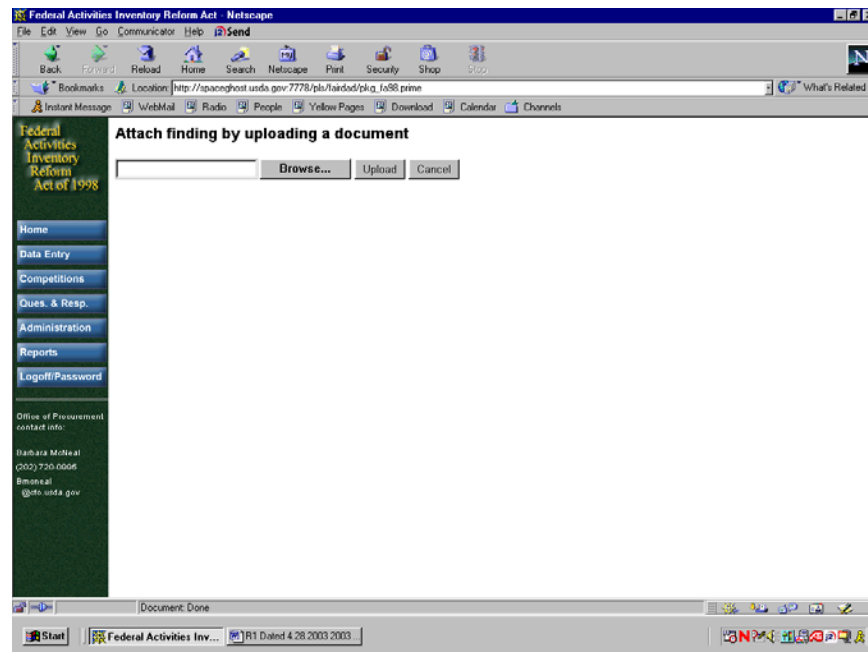 Federal Activities Inventory Reform Act - Netscape
File Edit View Go Communicator Help Send
Back Forward Reload Home Search Netscape Print Security Shop Stop
Bookmarks Location: http://spaceghost.usda.gov:7778/pls/fairdad/pkg_fa98.prime What's Related
Instant Message WebMail Radio People Yellow Pages Download Calendar Channels
Federal
Activities
Inventory
Reform
Act of 1998
Attach finding by uploading a document
Browse... Upload Cancel
Home
Data Entry
Competitions
Ques. & Resp.
Administration
Reports
Logoff/Password
Office of Procurement
contact info:
Barbara McNeal
(202) 720-0006
Bmcneal
@cfo.usda.gov
Document: Done
Start Federal Activities Inv... R1 Dated 4.28.2003 2003 ...